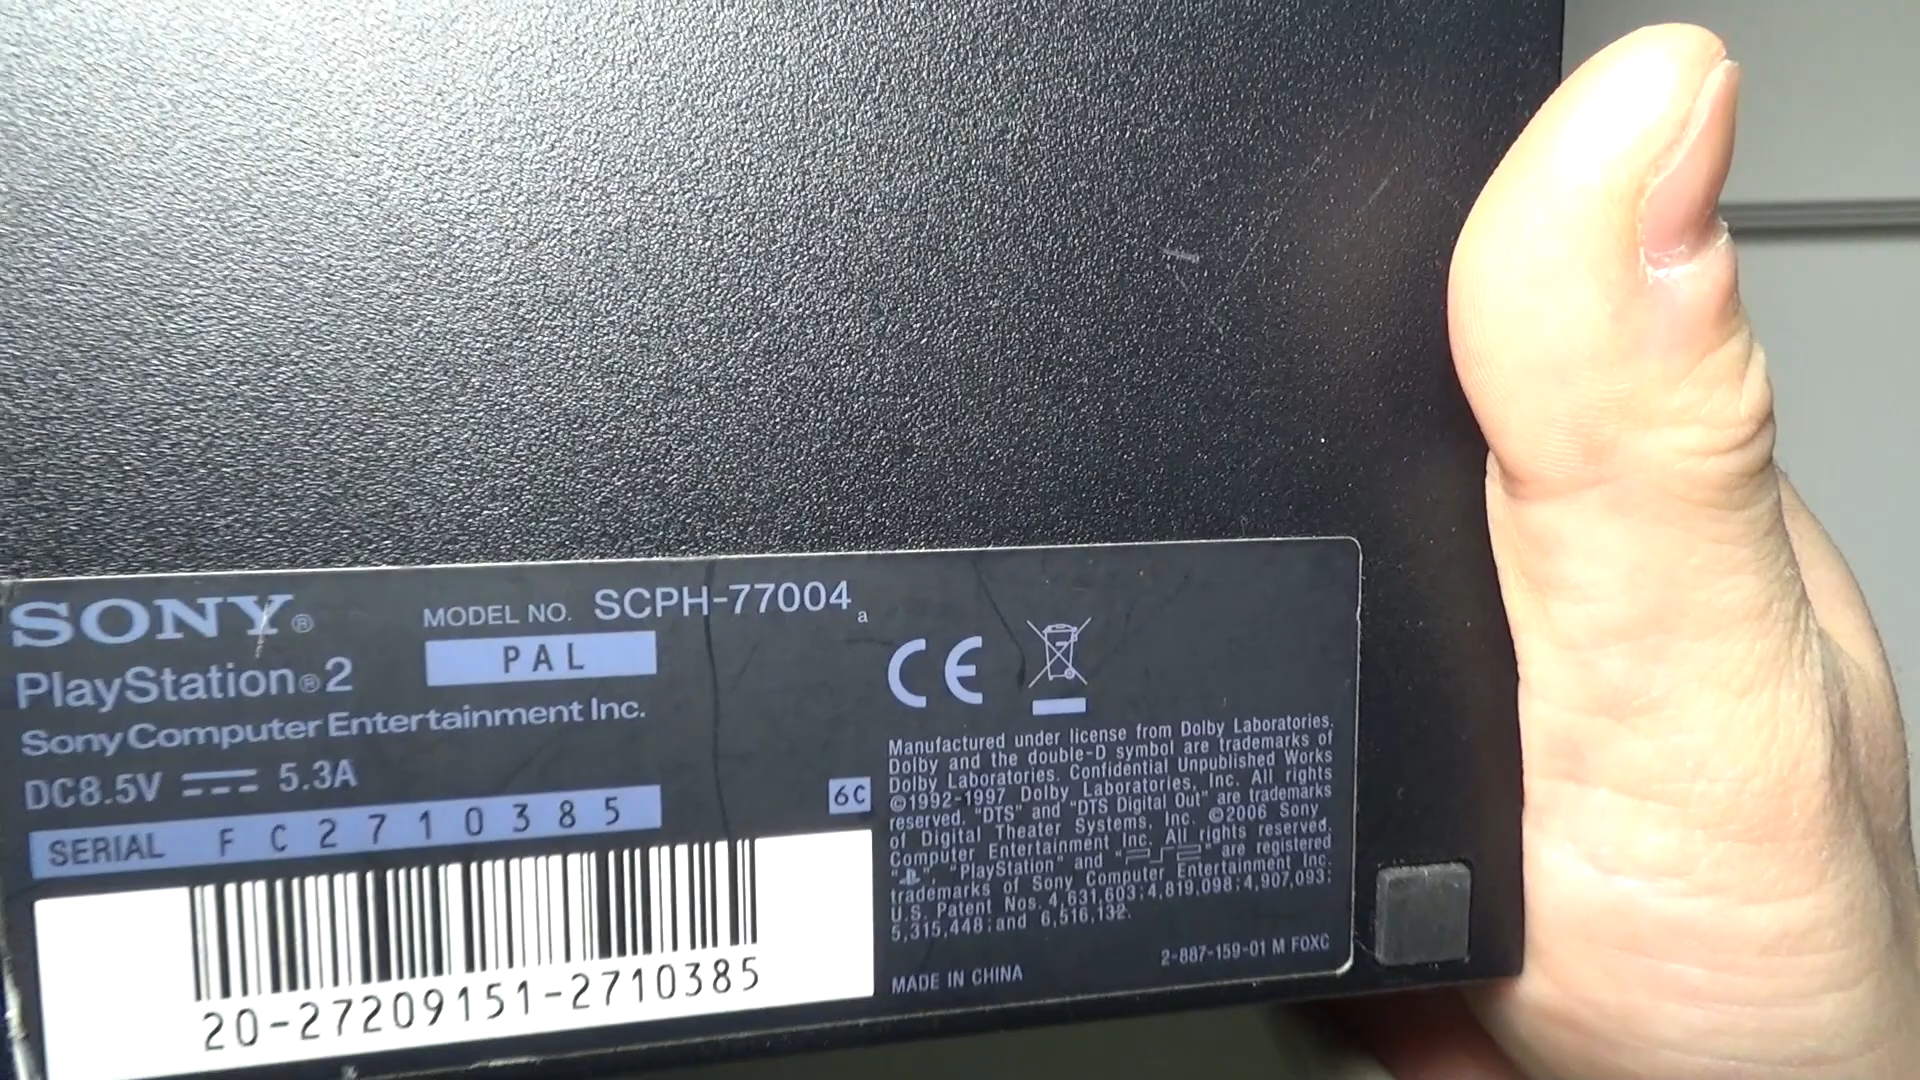 SONY®
PlayStation®2
Sony Computer Entertainment Inc.
DC8.5V 5.3A
MODEL NO. SCPH-77004 a
PAL
SERIAL F C 2 7 1 0 3 8 5
6C
20-27209151-2710385
CE
Manufactured under license from Dolby Laboratories.
Dolby and the double-D symbol are trademarks of
Dolby Laboratories. Confidential Unpublished Works
©1992-1997 Dolby Laboratories, Inc. All rights
reserved. "DTS" and "DTS Digital Out" are trademarks
of Digital Theater Systems, Inc. ©2006 Sony
Computer Entertainment Inc. All rights reserved.
" ", "PlayStation" and " " are registered
trademarks of Sony Computer Entertainment Inc.
U.S. Patent Nos. 4,631,603;4,819,098;4,907,093;
5,315,448;and 6,516,132.
MADE IN CHINA
2-887-159-01 M FOXC